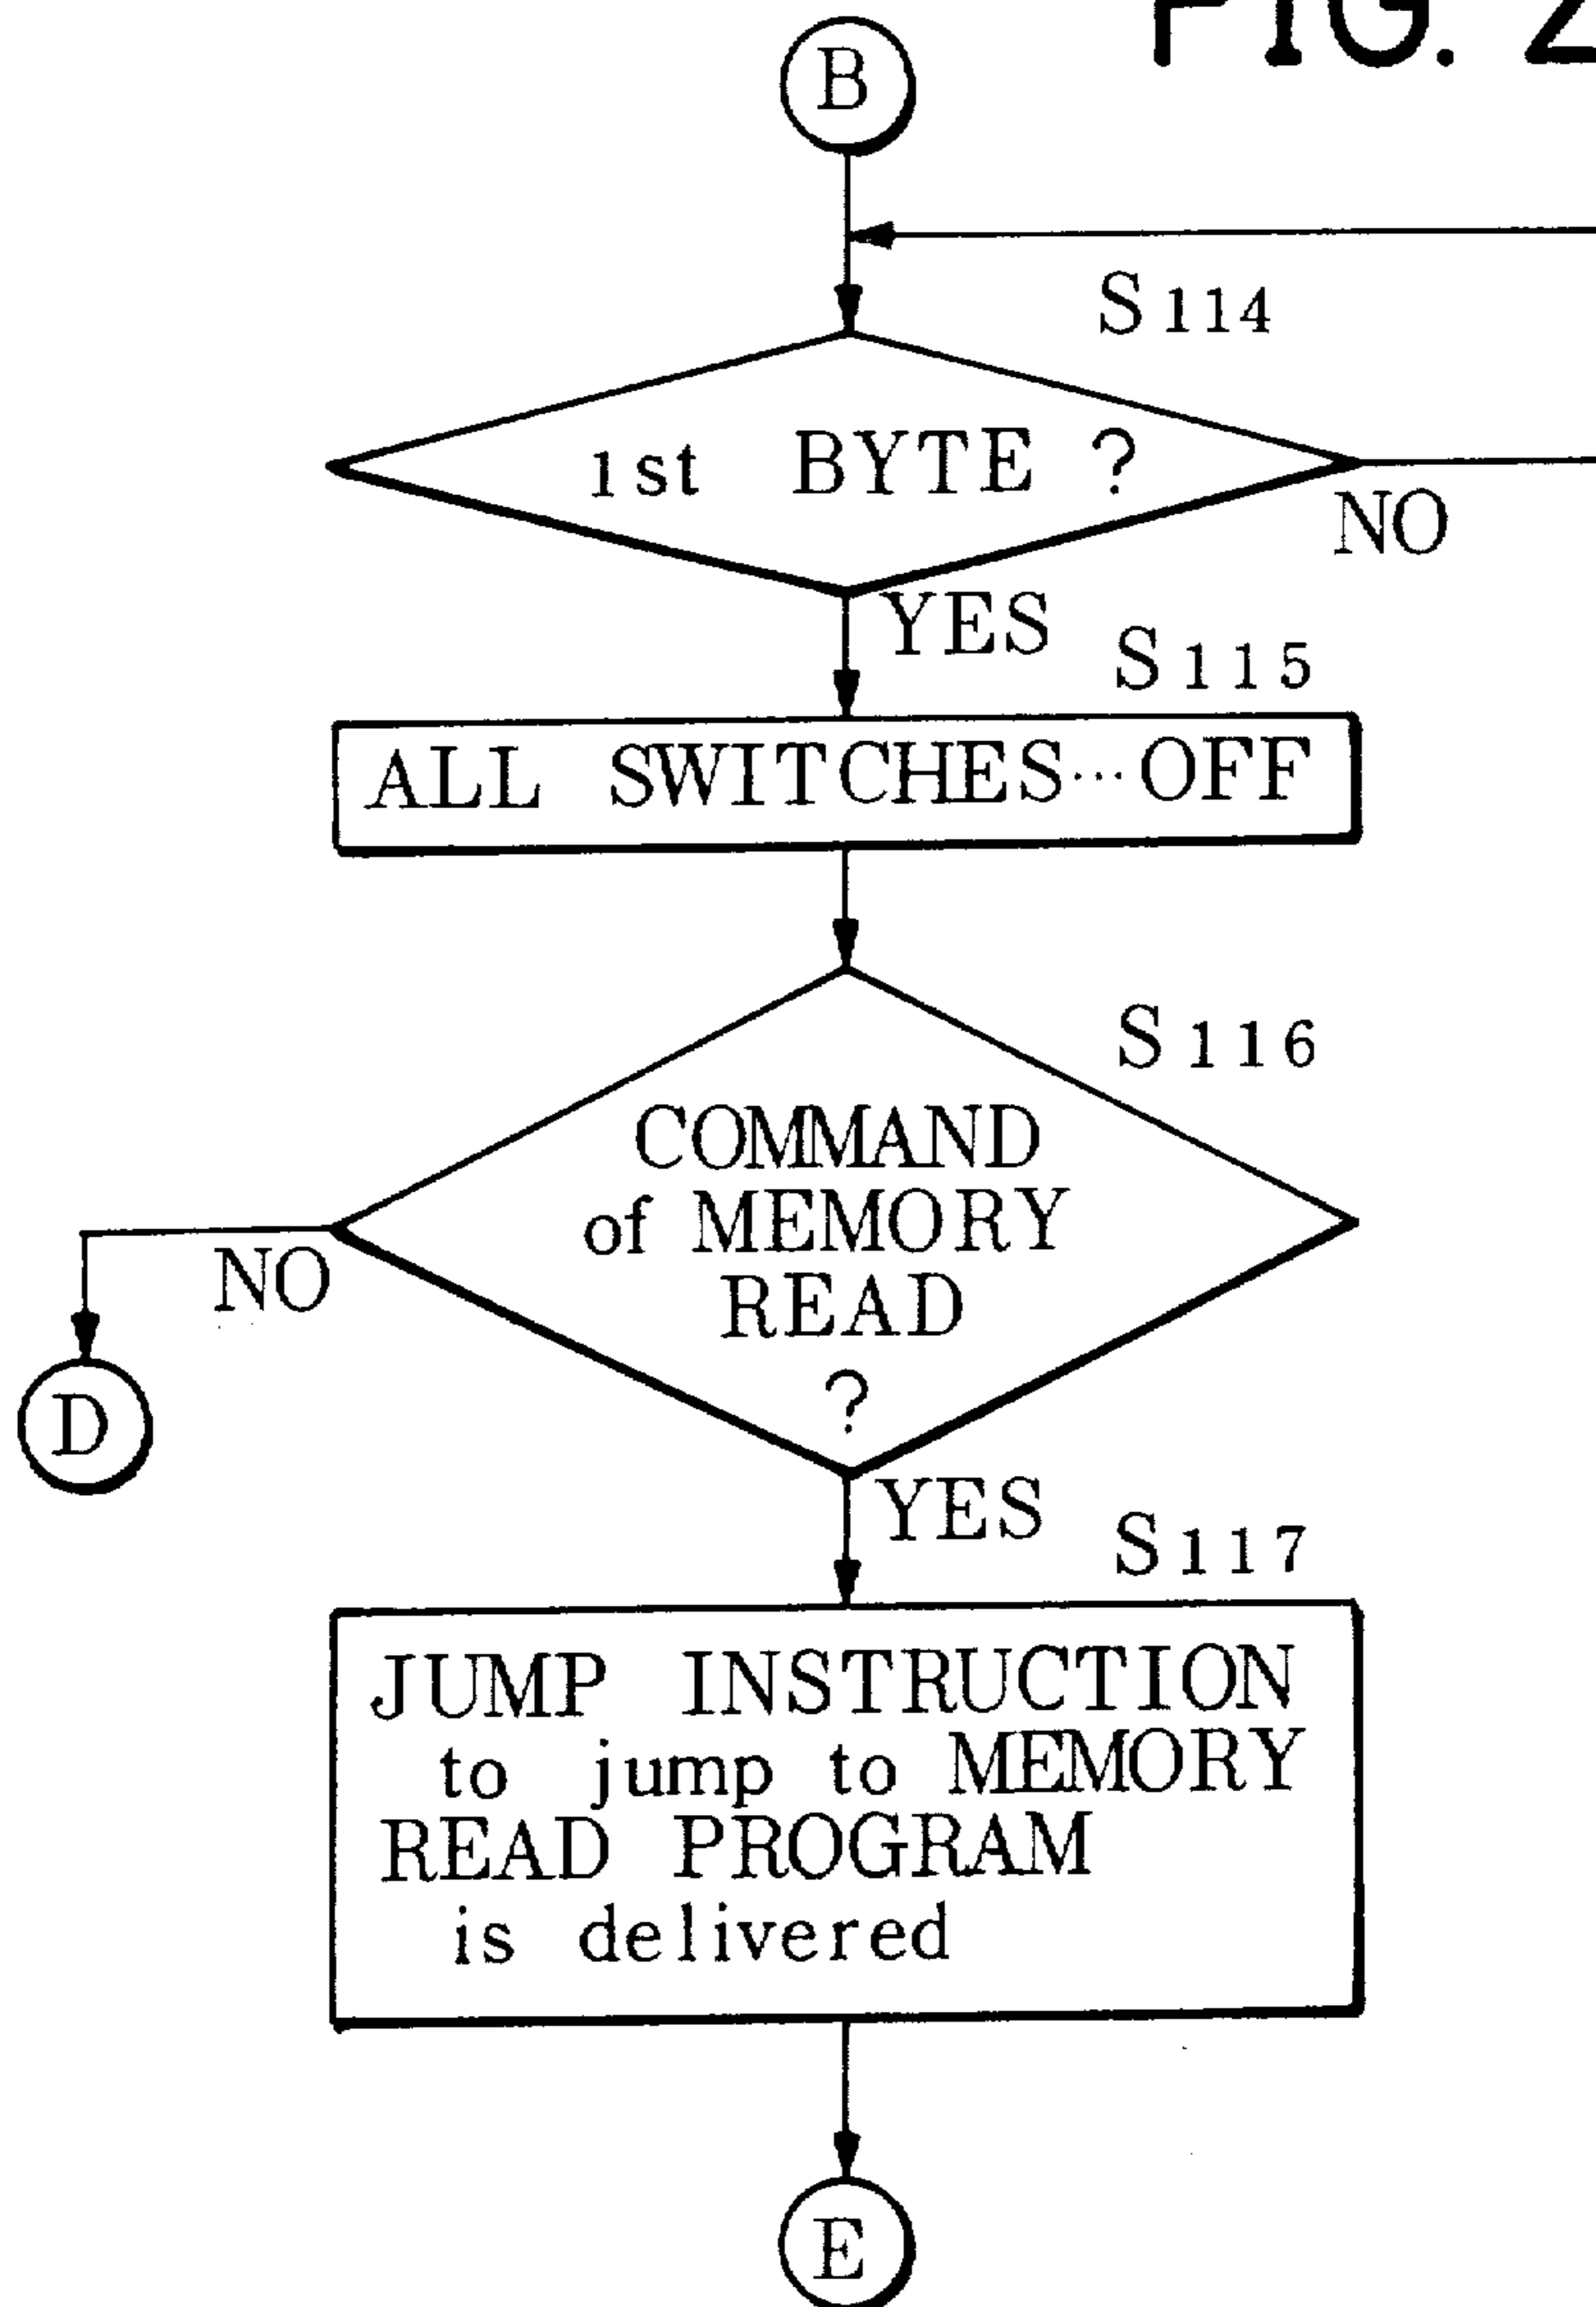 FIG. 2
B
S114
1st BYTE ?
NO
YES
S115
ALL SWITCHES···OFF
S116
COMMAND
of MEMORY
READ
?
NO
D
YES
S117
JUMP INSTRUCTION
to jump to MEMORY
READ PROGRAM
is delivered
E